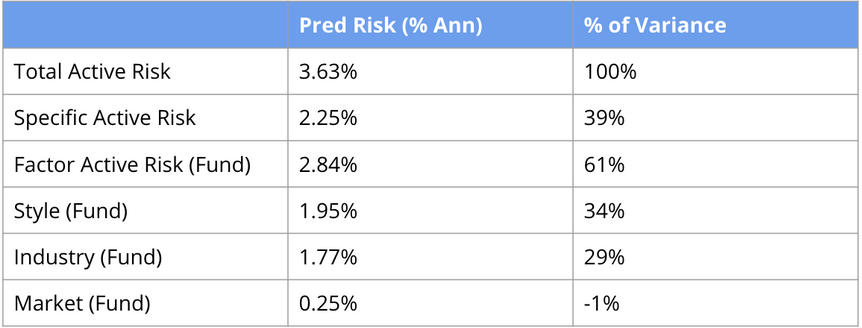 Pred Risk (% Ann) % of Variance
Total Active Risk 3.63% 100%
Specific Active Risk 2.25% 39%
Factor Active Risk (Fund) 2.84% 61%
Style (Fund) 1.95% 34%
Industry (Fund) 1.77% 29%
Market (Fund) 0.25% -1%